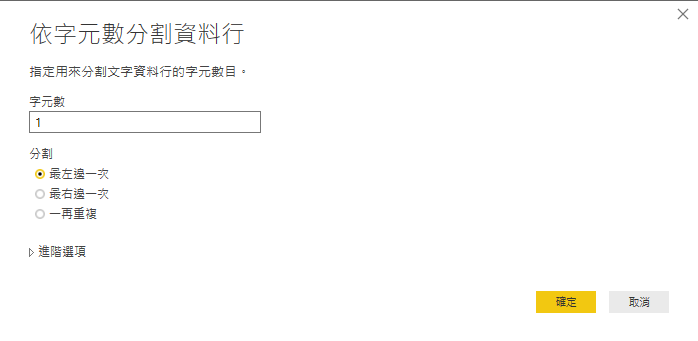 依字元數分割資料行
指定用來分割文字資料行的字元數目。
字元數
1
分割
最左邊一次
最右邊一次
一再重複
進階選項
確定
取消